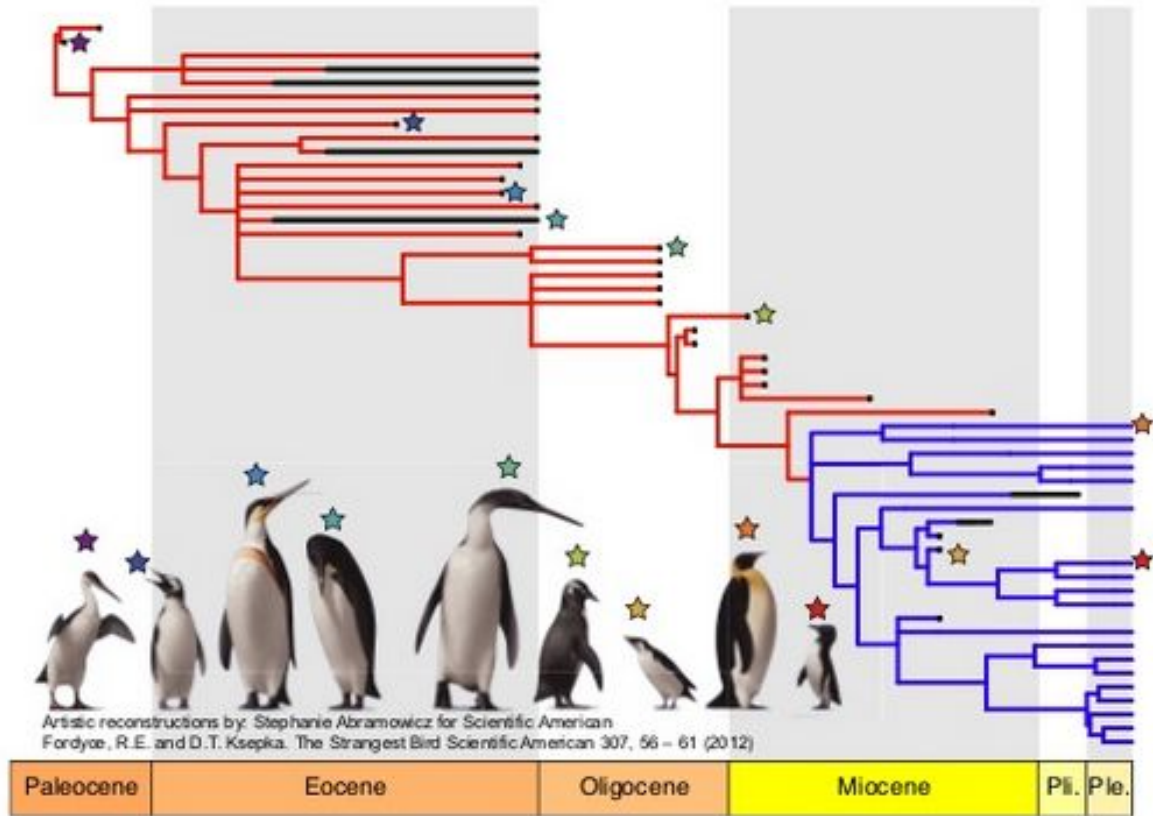 Artistic reconstructions by: Stephanie Abramowicz for Scientific American
Fordyce, R.E. and D.T. Ksepka. The Strangest Bird Scientific American 307, 56 – 61 (2012)
Paleocene Eocene Oligocene Miocene Pli. Ple.